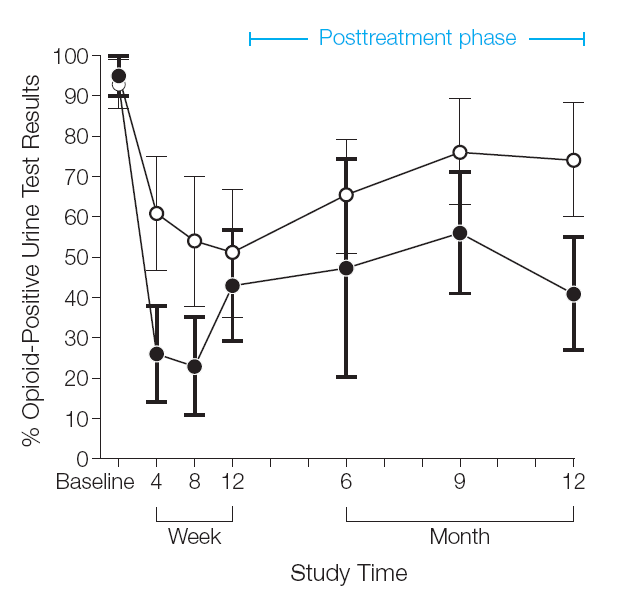 Posttreatment phase
% Opioid-Positive Urine Test Results
100
90
80
70
60
50
40
30
20
10
0
Baseline 4 8 12 6 9 12
Week Month
Study Time